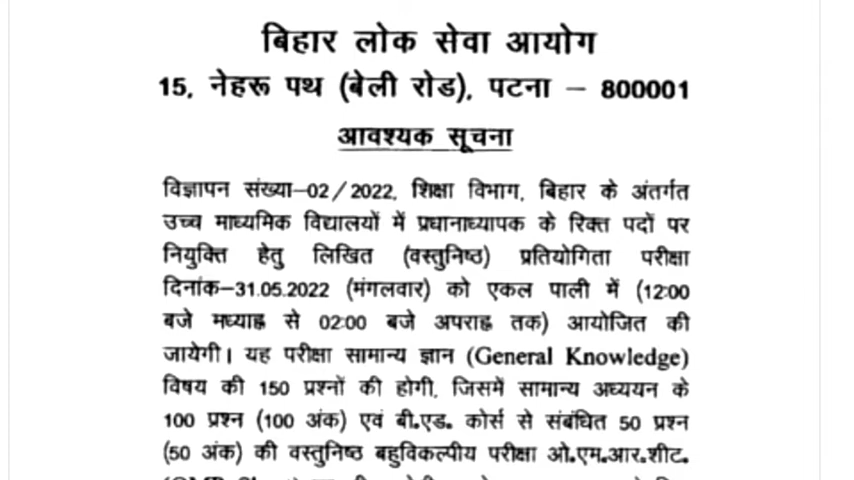 बिहार लोक सेवा आयोग
15, नेहरू पथ (बेली रोड), पटना – 800001
आवश्यक सूचना
विज्ञापन संख्या–02/2022, शिक्षा विभाग, बिहार के अंतर्गत
उच्च माध्यमिक विद्यालयों में प्रधानाध्यापक के रिक्त पदों पर
नियुक्ति हेतु लिखित (वस्तुनिष्ठ) प्रतियोगिता परीक्षा
दिनांक–31.05.2022 (मंगलवार) को एकल पाली में (12:00
बजे मध्याह्न से 02:00 बजे अपराह्न तक) आयोजित की
जायेगी। यह परीक्षा सामान्य ज्ञान (General Knowledge)
विषय की 150 प्रश्नों की होगी, जिसमें सामान्य अध्ययन के
100 प्रश्न (100 अंक) एवं बी.एड. कोर्स से संबंधित 50 प्रश्न
(50 अंक) की वस्तुनिष्ठ बहुविकल्पीय परीक्षा ओ.एम.आर.शीट.